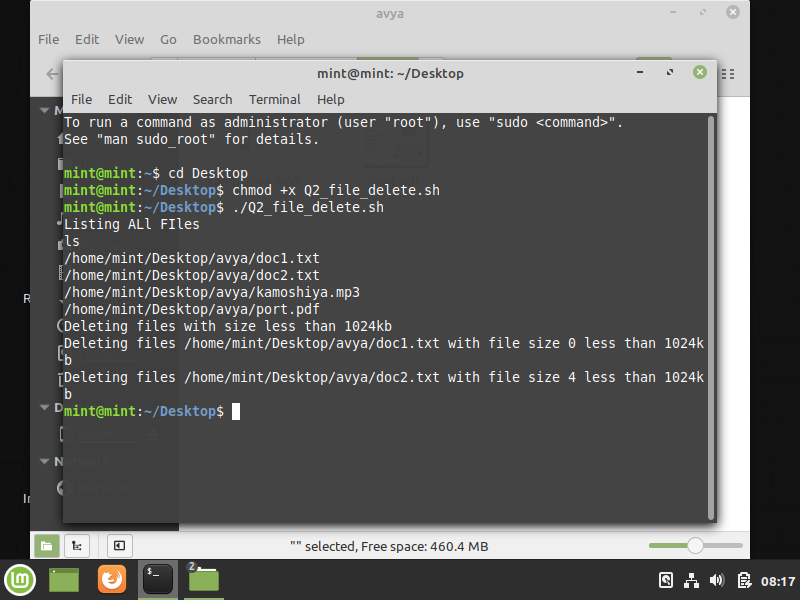 avya
File Edit View Go Bookmarks Help
mint@mint: ~/Desktop
File Edit View Search Terminal Help
To run a command as administrator (user "root"), use "sudo <command>".
See "man sudo_root" for details.
mint@mint:~$ cd Desktop
mint@mint:~/Desktop$ chmod +x Q2_file_delete.sh
mint@mint:~/Desktop$ ./Q2_file_delete.sh
Listing ALl FIles
ls
/home/mint/Desktop/avya/doc1.txt
/home/mint/Desktop/avya/doc2.txt
/home/mint/Desktop/avya/kamoshiya.mp3
/home/mint/Desktop/avya/port.pdf
Deleting files with size less than 1024kb
Deleting files /home/mint/Desktop/avya/doc1.txt with file size 0 less than 1024k
b
Deleting files /home/mint/Desktop/avya/doc2.txt with file size 4 less than 1024k
b
mint@mint:~/Desktop$
"" selected, Free space: 460.4 MB
2
08:17